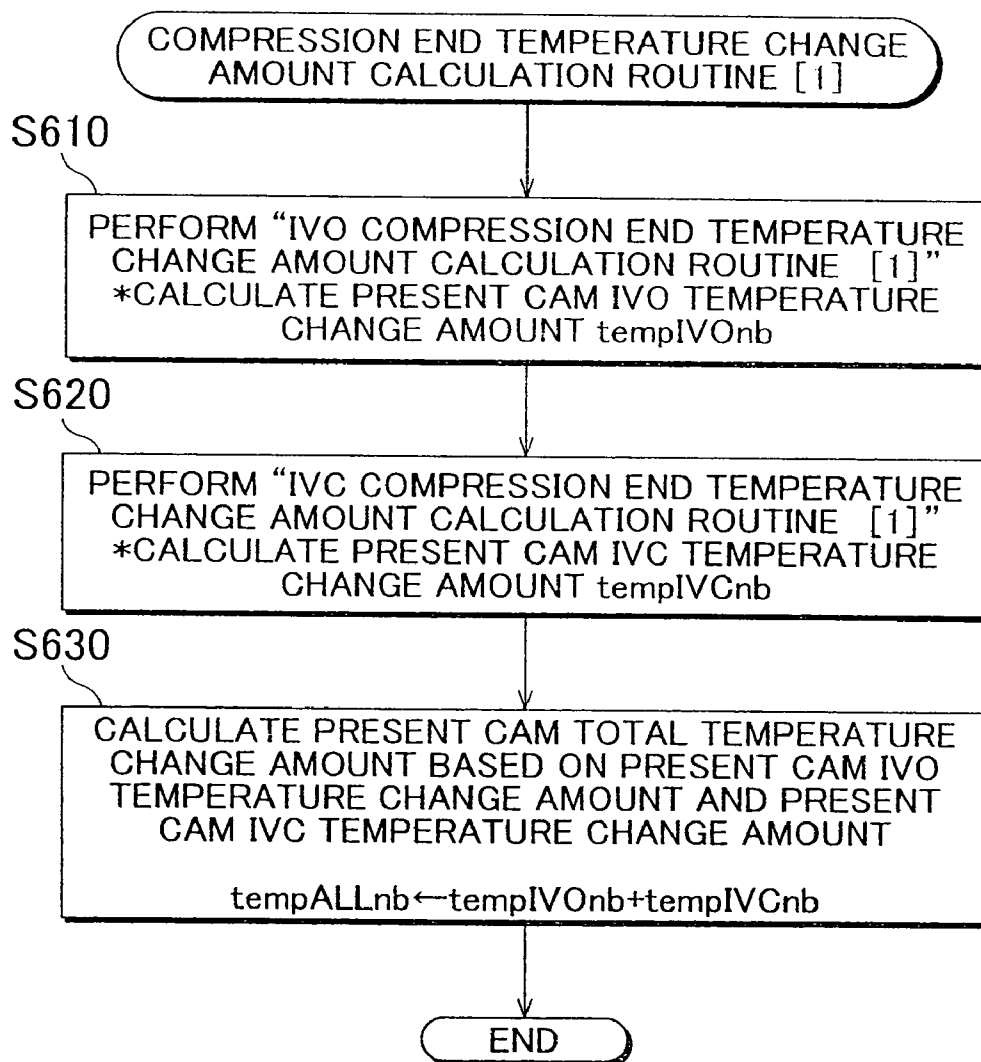 COMPRESSION END TEMPERATURE CHANGE
AMOUNT CALCULATION ROUTINE [1]
S610
PERFORM “IVO COMPRESSION END TEMPERATURE
CHANGE AMOUNT CALCULATION ROUTINE [1]”
*CALCULATE PRESENT CAM IVO TEMPERATURE
CHANGE AMOUNT tempIVOnb
S620
PERFORM “IVC COMPRESSION END TEMPERATURE
CHANGE AMOUNT CALCULATION ROUTINE [1]”
*CALCULATE PRESENT CAM IVC TEMPERATURE
CHANGE AMOUNT tempIVCnb
S630
CALCULATE PRESENT CAM TOTAL TEMPERATURE
CHANGE AMOUNT BASED ON PRESENT CAM IVO
TEMPERATURE CHANGE AMOUNT AND PRESENT
CAM IVC TEMPERATURE CHANGE AMOUNT
tempALLnb←tempIVOnb+tempIVCnb
END